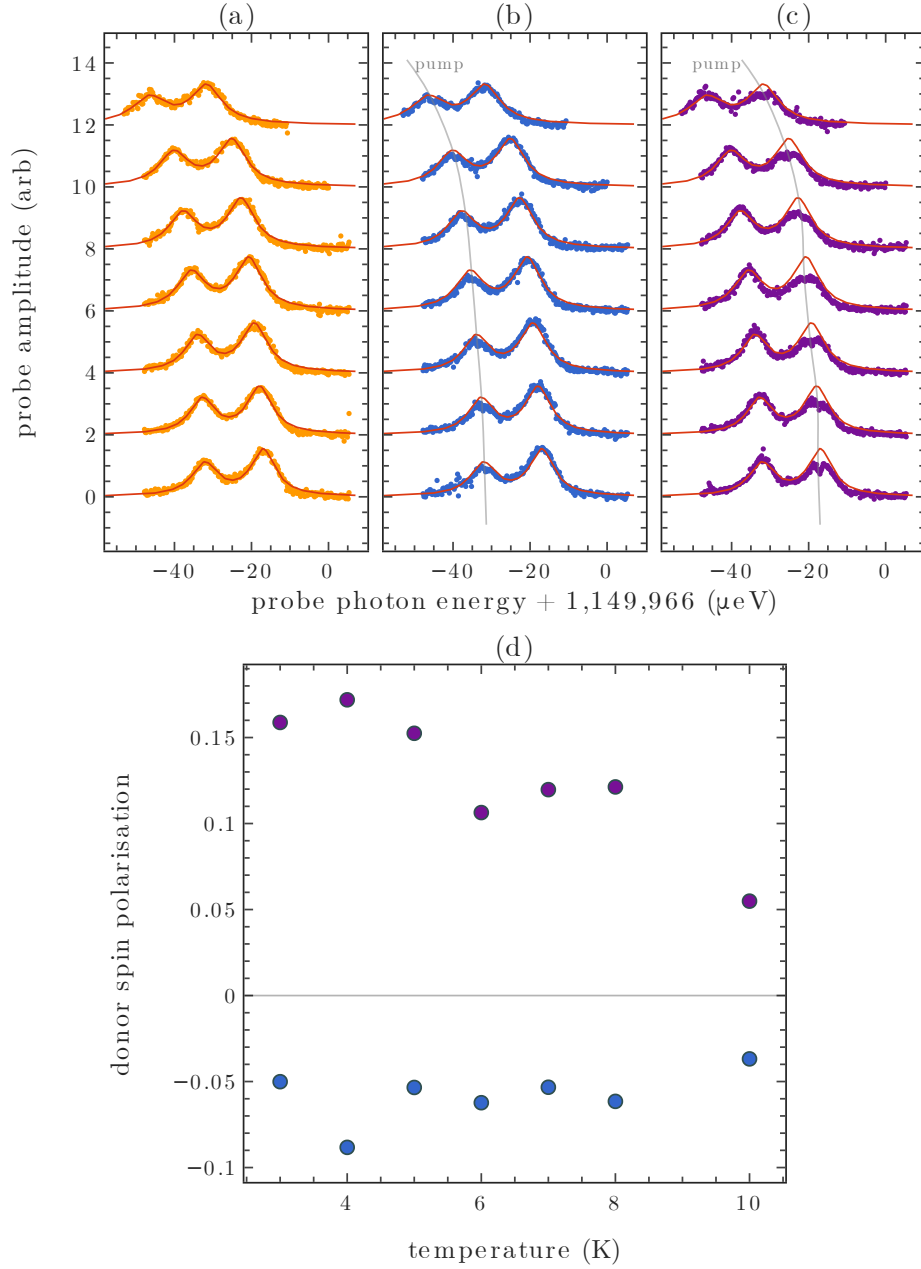 (a) (b) (c)
probe amplitude (arb)
14
12
10
8
6
4
2
0
pump
pump
−40 −20 0 −40 −20 0 −40 −20 0
probe photon energy + 1,149,966 (μeV)
(d)
donor spin polarisation
0.15
0.1
0.05
0
−0.05
−0.1
4 6 8 10
temperature (K)